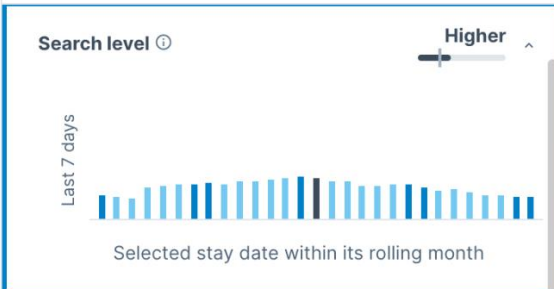 Search level
Higher
Last 7 days
Selected stay date within its rolling month